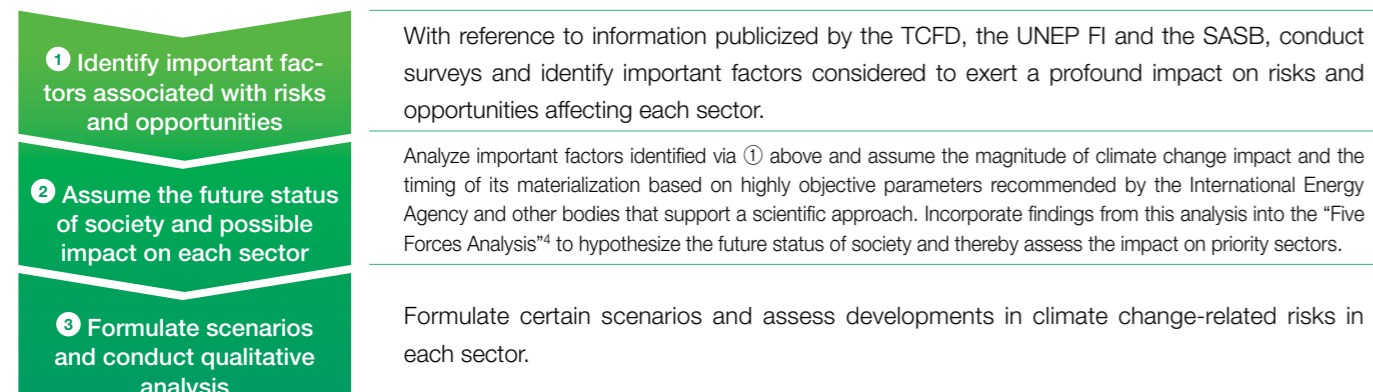 ① Identify important fac-
tors associated with risks
and opportunities
With reference to information publicized by the TCFD, the UNEP FI and the SASB, conduct
surveys and identify important factors considered to exert a profound impact on risks and
opportunities affecting each sector.
② Assume the future status
of society and possible
impact on each sector
Analyze important factors identified via ① above and assume the magnitude of climate change impact and the
timing of its materialization based on highly objective parameters recommended by the International Energy
Agency and other bodies that support a scientific approach. Incorporate findings from this analysis into the “Five
Forces Analysis”⁴ to hypothesize the future status of society and thereby assess the impact on priority sectors.
③ Formulate scenarios
and conduct qualitative
analysis
Formulate certain scenarios and assess developments in climate change-related risks in
each sector.